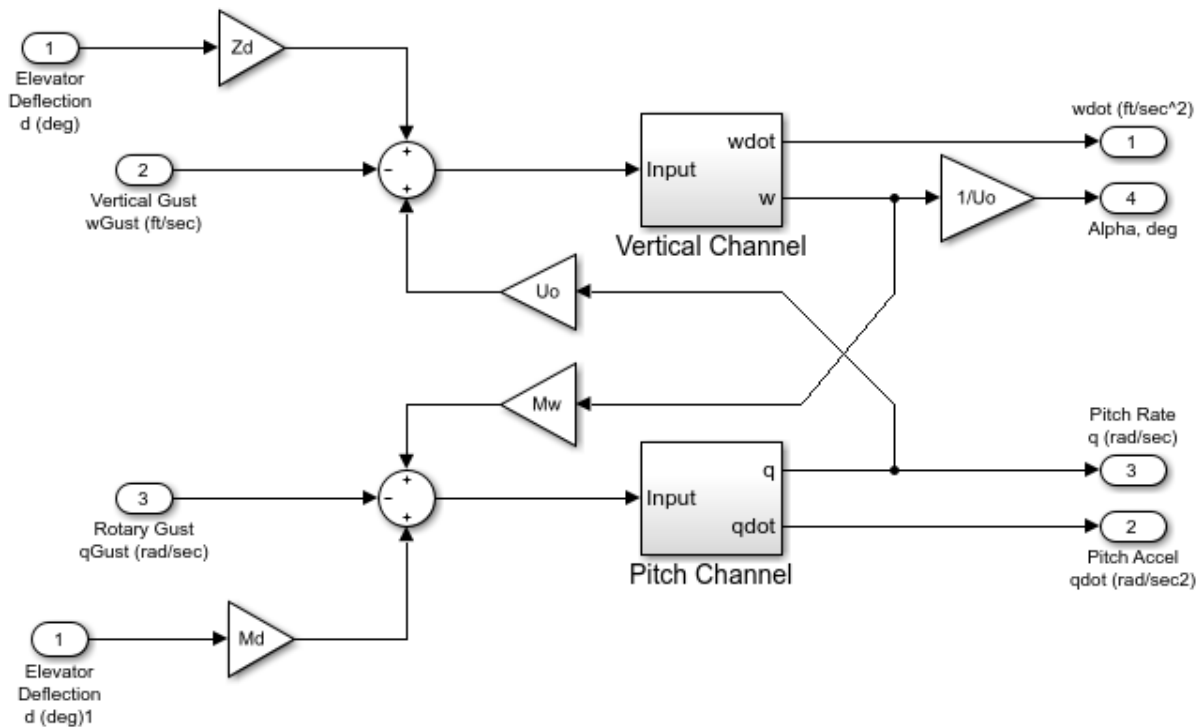 1
Elevator
Deflection
d (deg)
Zd
2
Vertical Gust
wGust (ft/sec)
+
−
+
Input
wdot
w
Vertical Channel
1/Uo
wdot (ft/sec^2)
1
4
Alpha, deg
Uo
Mw
3
Rotary Gust
qGust (rad/sec)
+
−
+
Input
q
qdot
Pitch Channel
Pitch Rate
q (rad/sec)
3
2
Pitch Accel
qdot (rad/sec2)
1
Elevator
Deflection
d (deg)1
Md